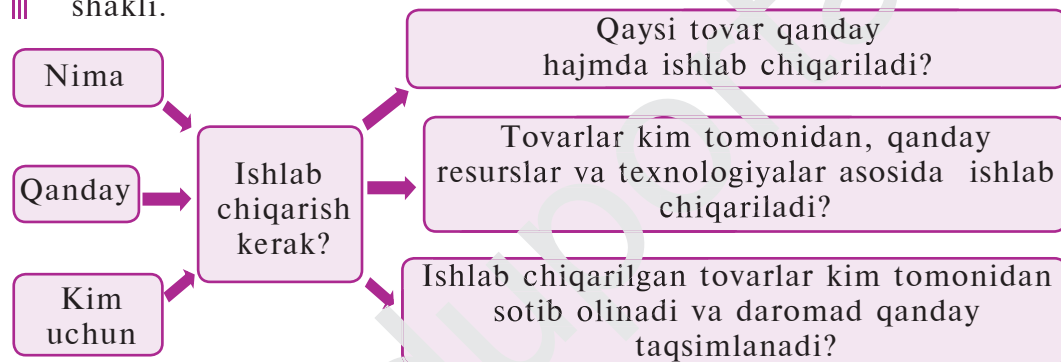 shakli.
Nima
Qanday
Kim
uchun
Ishlab
chiqarish
kerak?
Qaysi tovar qanday
hajmda ishlab chiqariladi?
Tovarlar kim tomonidan, qanday
resurslar va texnologiyalar asosida ishlab
chiqariladi?
Ishlab chiqarilgan tovarlar kim tomonidan
sotib olinadi va daromad qanday
taqsimlanadi?